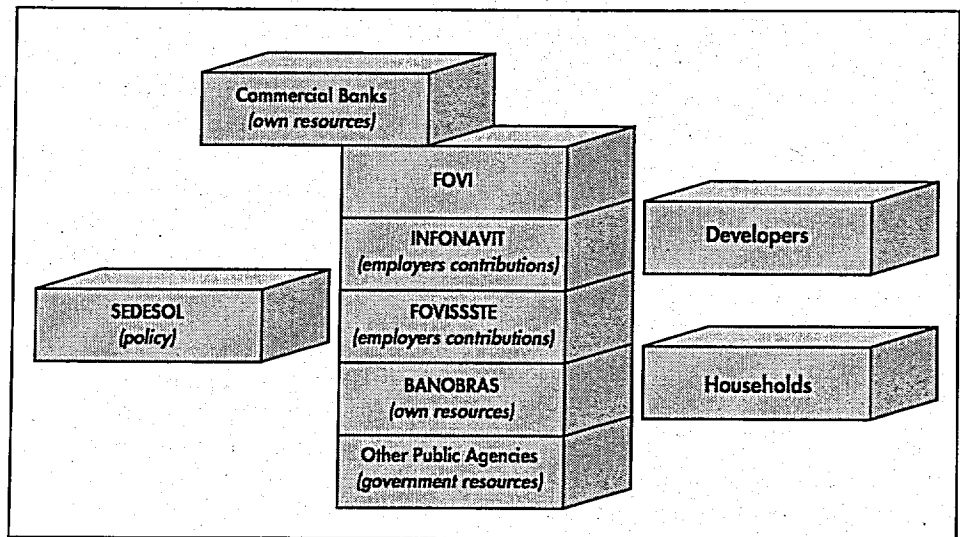 Commercial Banks
(own resources)
FOVI
INFONAVIT
(employers contributions)
Developers
SEDESOL
(policy)
FOVISSSTE
(employers contributions)
BANOBRAS
(own resources)
Households
Other Public Agencies
(government resources)